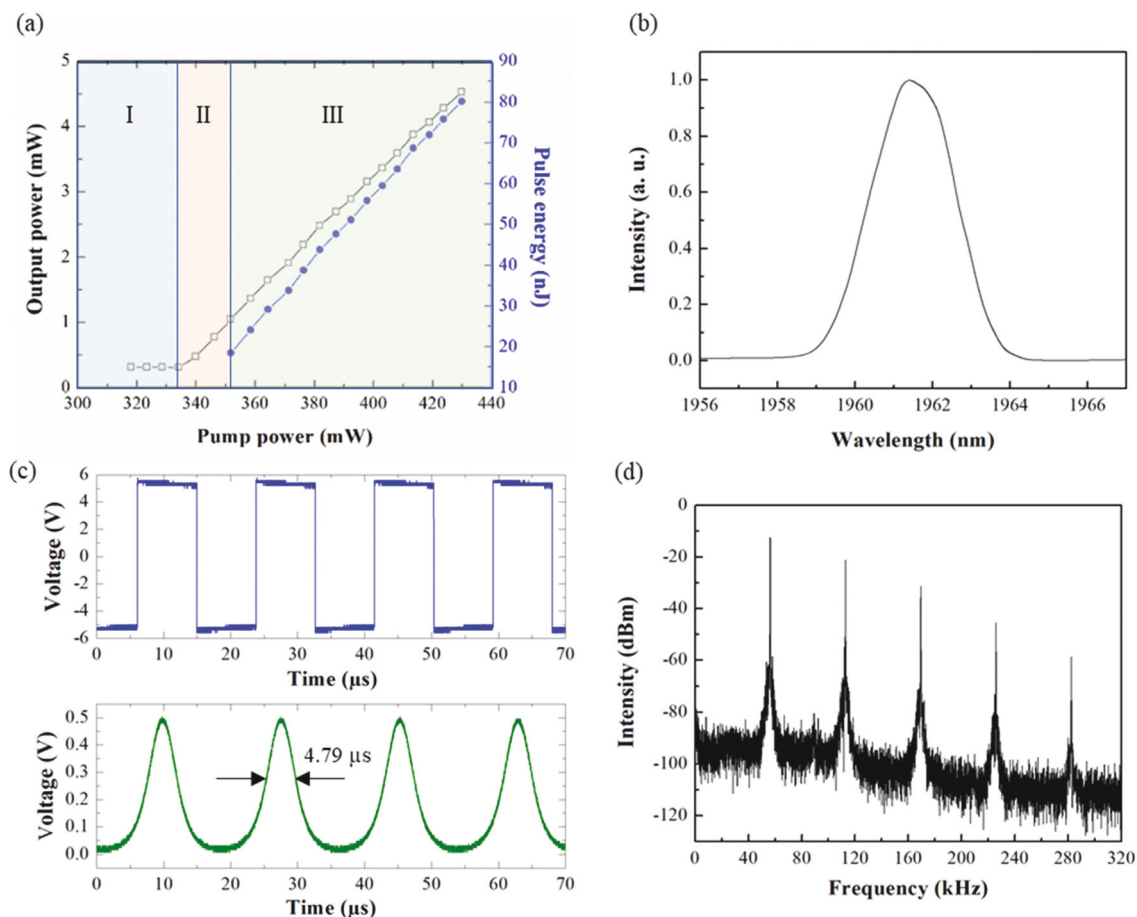 (a)
5
4
3
2
1
0
Output power (mW)
I II III
90
80
70
60
50
40
30
20
10
Pulse energy (nJ)
300 320 340 360 380 400 420 440
Pump power (mW)
(b)
1.0
0.8
0.6
0.4
0.2
0.0
Intensity (a. u.)
1956 1958 1960 1962 1964 1966
Wavelength (nm)
(c)
6
4
2
0
-2
-4
-6
Voltage (V)
0 10 20 30 40 50 60 70
Time (µs)
0.5
0.4
0.3
0.2
0.1
0.0
Voltage (V)
4.79 µs
0 10 20 30 40 50 60 70
Time (µs)
(d)
0
-20
-40
-60
-80
-100
-120
Intensity (dBm)
0 40 80 120 160 200 240 280 320
Frequency (kHz)